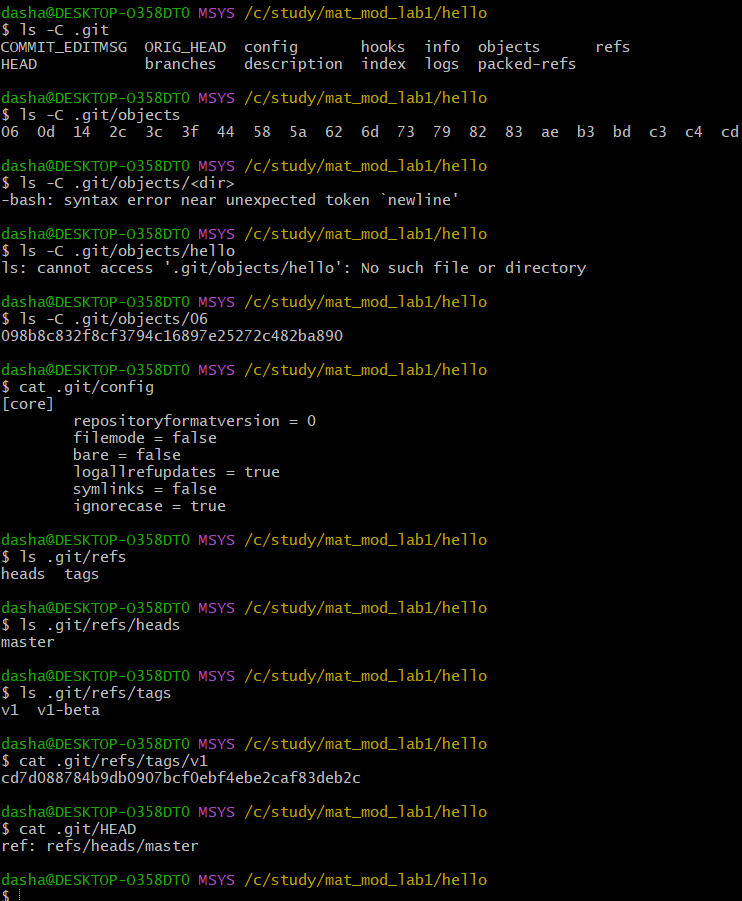 dasha@DESKTOP-O358DT0 MSYS /c/study/mat_mod_lab1/hello
$ ls -C .git
COMMIT_EDITMSG  ORIG_HEAD  config       hooks  info  objects      refs
HEAD            branches   description  index  logs  packed-refs

dasha@DESKTOP-O358DT0 MSYS /c/study/mat_mod_lab1/hello
$ ls -C .git/objects
06  0d  14  2c  3c  3f  44  58  5a  62  6d  73  79  82  83  ae  b3  bd  c3  c4  cd

dasha@DESKTOP-O358DT0 MSYS /c/study/mat_mod_lab1/hello
$ ls -C .git/objects/<dir>
-bash: syntax error near unexpected token `newline'

dasha@DESKTOP-O358DT0 MSYS /c/study/mat_mod_lab1/hello
$ ls -C .git/objects/hello
ls: cannot access '.git/objects/hello': No such file or directory

dasha@DESKTOP-O358DT0 MSYS /c/study/mat_mod_lab1/hello
$ ls -C .git/objects/06
098b8c832f8cf3794c16897e25272c482ba890

dasha@DESKTOP-O358DT0 MSYS /c/study/mat_mod_lab1/hello
$ cat .git/config
[core]
        repositoryformatversion = 0
        filemode = false
        bare = false
        logallrefupdates = true
        symlinks = false
        ignorecase = true

dasha@DESKTOP-O358DT0 MSYS /c/study/mat_mod_lab1/hello
$ ls .git/refs
heads  tags

dasha@DESKTOP-O358DT0 MSYS /c/study/mat_mod_lab1/hello
$ ls .git/refs/heads
master

dasha@DESKTOP-O358DT0 MSYS /c/study/mat_mod_lab1/hello
$ ls .git/refs/tags
v1  v1-beta

dasha@DESKTOP-O358DT0 MSYS /c/study/mat_mod_lab1/hello
$ cat .git/refs/tags/v1
cd7d088784b9db0907bcf0ebf4ebe2caf83deb2c

dasha@DESKTOP-O358DT0 MSYS /c/study/mat_mod_lab1/hello
$ cat .git/HEAD
ref: refs/heads/master

dasha@DESKTOP-O358DT0 MSYS /c/study/mat_mod_lab1/hello
$